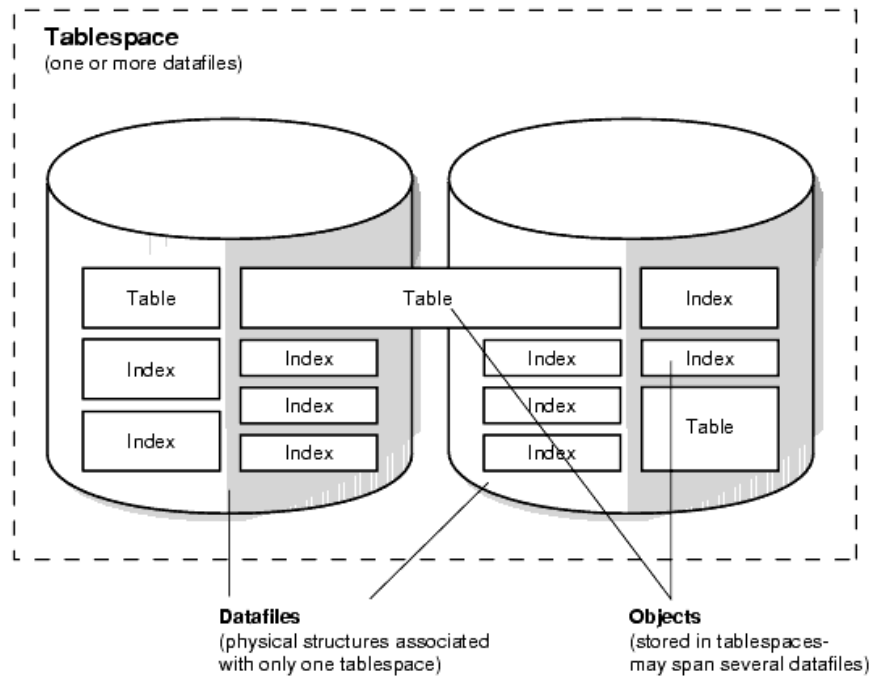 Tablespace
(one or more datafiles)
Table
Table
Index
Index
Index
Index
Index
Index
Index
Index
Table
Index
Index
Index
Datafiles
(physical structures associated
with only one tablespace)
Objects
(stored in tablespaces-
may span several datafiles)